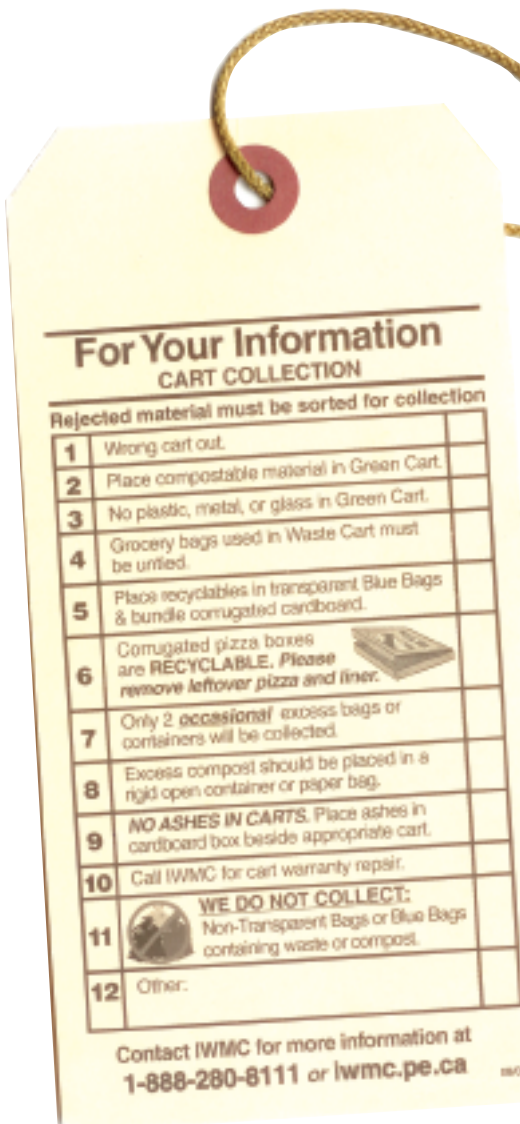 For Your Information
CART COLLECTION
Rejected material must be sorted for collection
1 Wrong cart out.
2 Place compostable material in Green Cart.
3 No plastic, metal, or glass in Green Cart.
4 Grocery bags used in Waste Cart must
be untied.
5 Place recyclables in transparent Blue Bags
& bundle corrugated cardboard.
6 Corrugated pizza boxes
are RECYCLABLE. Please
remove leftover pizza and liner.
7 Only 2 occasional excess bags or
containers will be collected.
8 Excess compost should be placed in a
rigid open container or paper bag.
9 NO ASHES IN CARTS. Place ashes in
cardboard box beside appropriate cart.
10 Call IWMC for cart warranty repair.
11 WE DO NOT COLLECT:
Non-Transparent Bags or Blue Bags
containing waste or compost.
12 Other:
Contact IWMC for more information at
1-888-280-8111 or iwmc.pe.ca